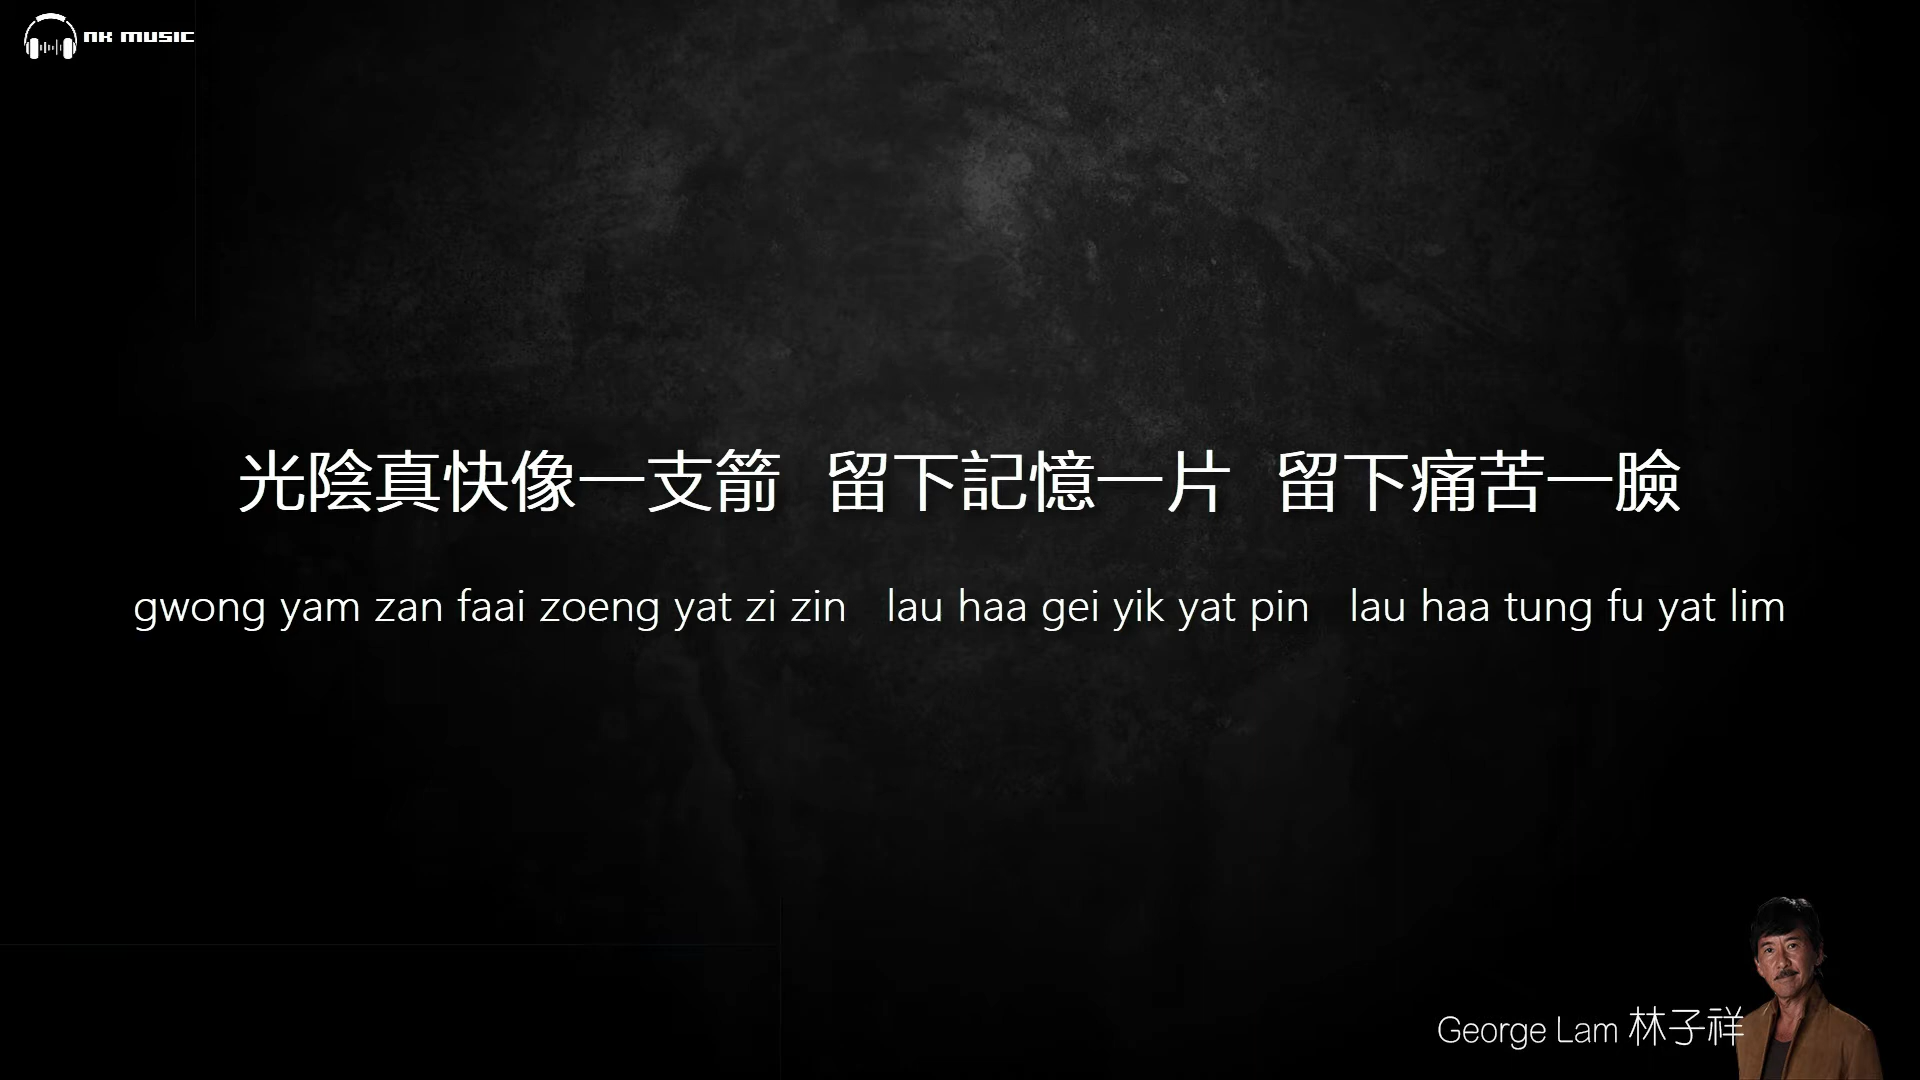 NK MUSIC
光陰真快像一支箭 留下記憶一片 留下痛苦一臉
gwong yam zan faai zoeng yat zi zin lau haa gei yik yat pin lau haa tung fu yat lim
George Lam 林子祥